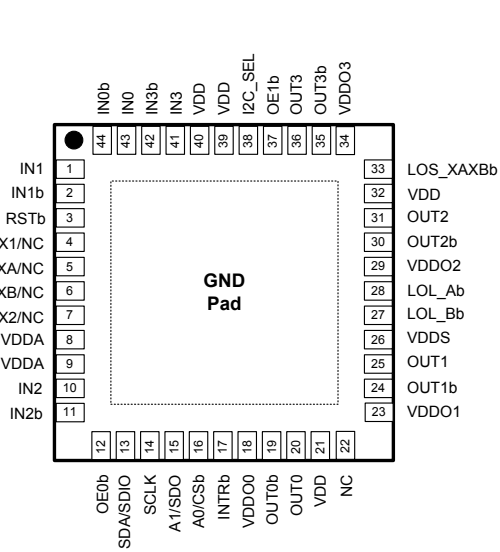 IN0b
IN0
IN3b
IN3
VDD
VDD
I2C_SEL
OE1b
OUT3
OUT3b
VDDO3
44 43 42 41 40 39 38 37 36 35 34
IN1 1
IN1b 2
RSTb 3
X1/NC 4
XA/NC 5
XB/NC 6
X2/NC 7
VDDA 8
VDDA 9
IN2 10
IN2b 11
GND
Pad
33 LOS_XAXBb
32 VDD
31 OUT2
30 OUT2b
29 VDDO2
28 LOL_Ab
27 LOL_Bb
26 VDDS
25 OUT1
24 OUT1b
23 VDDO1
12 13 14 15 16 17 18 19 20 21 22
OE0b
SDA/SDIO
SCLK
A1/SDO
A0/CSb
INTRb
VDDO0
OUT0b
OUT0
VDD
NC